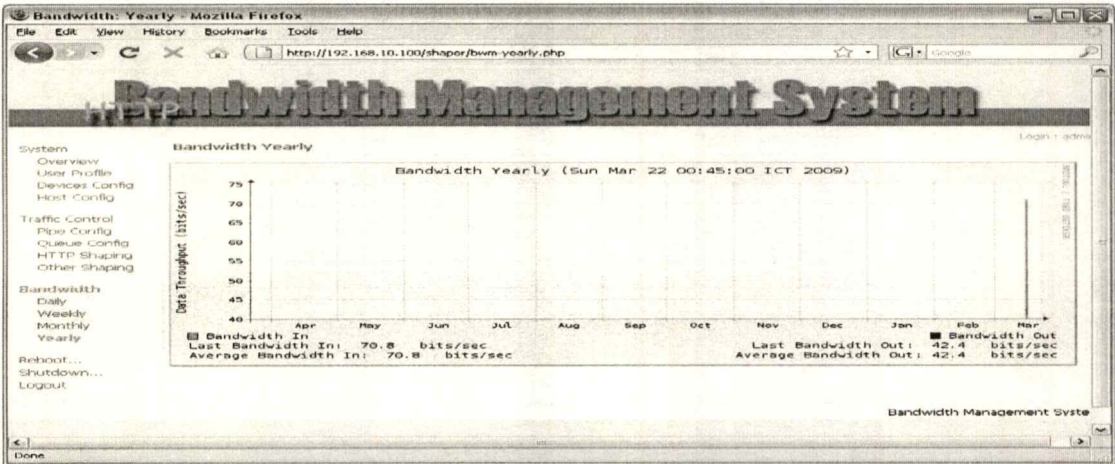 Bandwidth: Yearly - Mozilla Firefox
File Edit View History Bookmarks Tools Help
http://192.168.10.100/shapor/bwm-yearly.php
Google
HTTP Bandwidth Management System
Login : admi
System
Overview
User Profile
Devices Config
Host Config
Traffic Control
Pipe Config
Queue Config
HTTP Shaping
Other Shaping
Bandwidth
Daily
Weekly
Monthly
Yearly
Reboot...
Shutdown...
Logout
Bandwidth Yearly
Bandwidth Yearly (Sun Mar 22 00:45:00 ICT 2009)
Data Throughput (bits/sec)
75
70
65
60
55
50
45
40
Apr May Jun Jul Aug Sep Oct Nov Dec Jan Feb Mar
Bandwidth In Bandwidth Out
Last Bandwidth In: 70.8 bits/sec Last Bandwidth Out: 42.4 bits/sec
Average Bandwidth In: 70.8 bits/sec Average Bandwidth Out: 42.4 bits/sec
Bandwidth Management Syste
Done